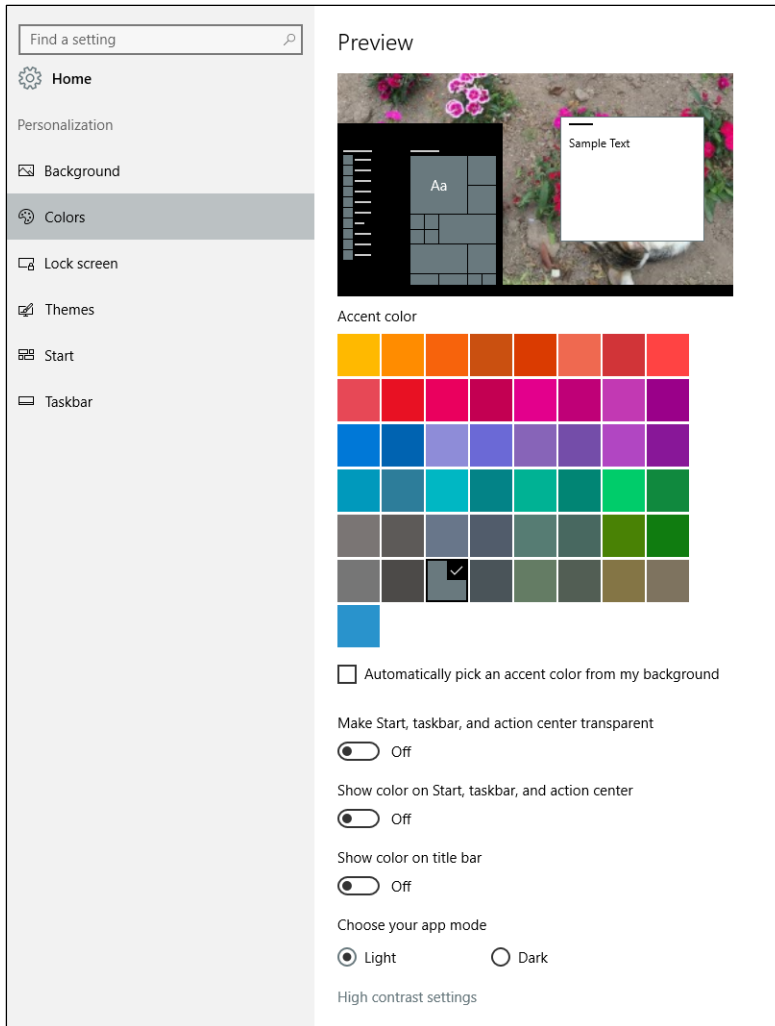 Find a setting
Home
Personalization
Background
Colors
Lock screen
Themes
Start
Taskbar
Preview
Aa
Sample Text
Accent color
Automatically pick an accent color from my background
Make Start, taskbar, and action center transparent
Off
Show color on Start, taskbar, and action center
Off
Show color on title bar
Off
Choose your app mode
Light Dark
High contrast settings